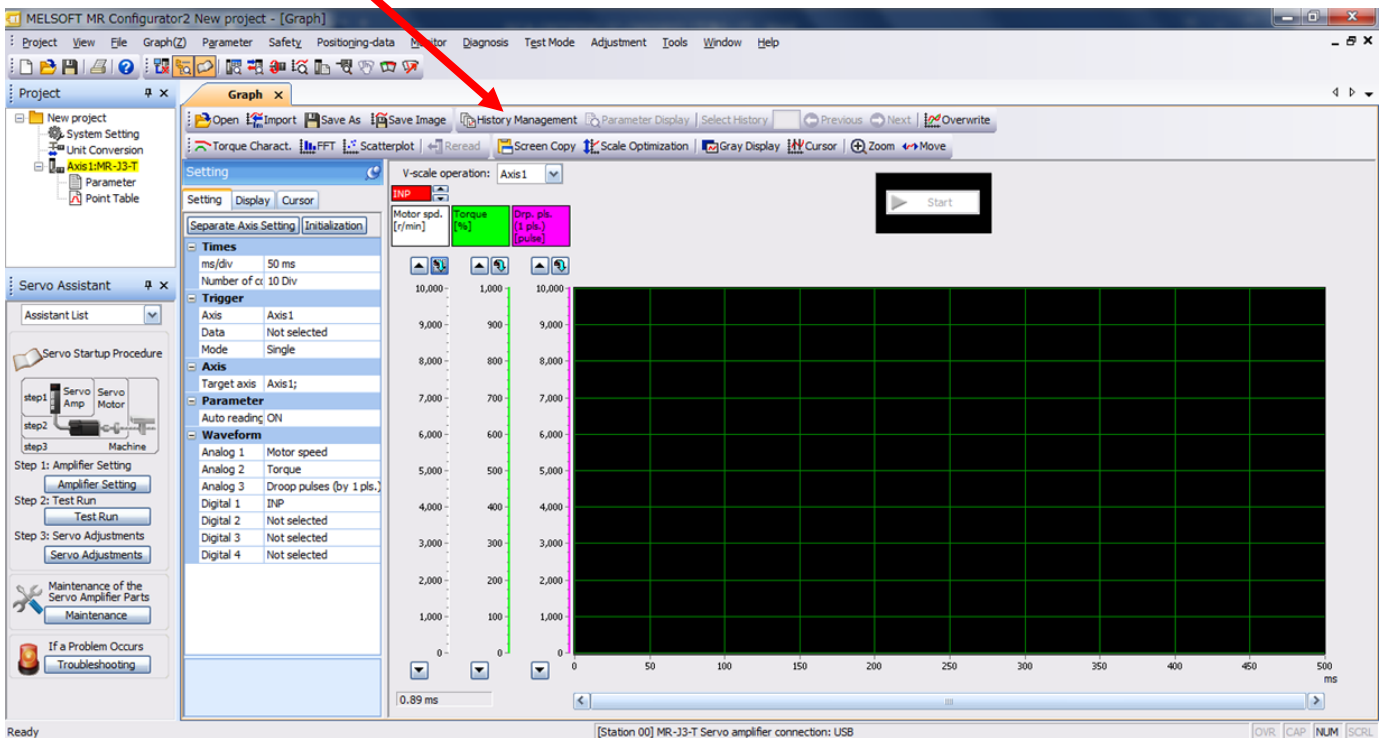 MELSOFT MR Configurator2 New project - [Graph]
Project View File Graph(Z) Parameter Safety Positioning-data Monitor Diagnosis Test Mode Adjustment Tools Window Help
Project
Graph
New project
System Setting
Unit Conversion
Axis1:MR-J3-T
Parameter
Point Table
Open Import Save As Save Image History Management Parameter Display Select History Previous Next Overwrite
Torque Charact. FFT Scatterplot Reread Screen Copy Scale Optimization Gray Display Cursor Zoom Move
Setting
Setting Display Cursor
Separate Axis Setting Initialization
Times
ms/div 50 ms
Number of cc 10 Div
Trigger
Axis Axis1
Data Not selected
Mode Single
Axis
Target axis Axis1;
Parameter
Auto reading ON
Waveform
Analog 1 Motor speed
Analog 2 Torque
Analog 3 Droop pulses (by 1 pls.)
Digital 1 INP
Digital 2 Not selected
Digital 3 Not selected
Digital 4 Not selected
Servo Assistant
Assistant List
Servo Startup Procedure
step1 Servo Amp Servo Motor
step2
step3 Machine
Step 1: Amplifier Setting
Amplifier Setting
Step 2: Test Run
Test Run
Step 3: Servo Adjustments
Servo Adjustments
Maintenance of the
Servo Amplifier Parts
Maintenance
If a Problem Occurs
Troubleshooting
V-scale operation: Axis1
INP
Motor spd.
[r/min]
Torque
[%]
Drp. pls.
(1 pls.)
[pulse]
Start
10,000 1,000 10,000
9,000 900 9,000
8,000 800 8,000
7,000 700 7,000
6,000 600 6,000
5,000 500 5,000
4,000 400 4,000
3,000 300 3,000
2,000 200 2,000
1,000 100 1,000
0 0 0
0 50 100 150 200 250 300 350 400 450 500
ms
0.89 ms
Ready
[Station 00] MR-J3-T Servo amplifier connection: USB
OVR CAP NUM SCRL